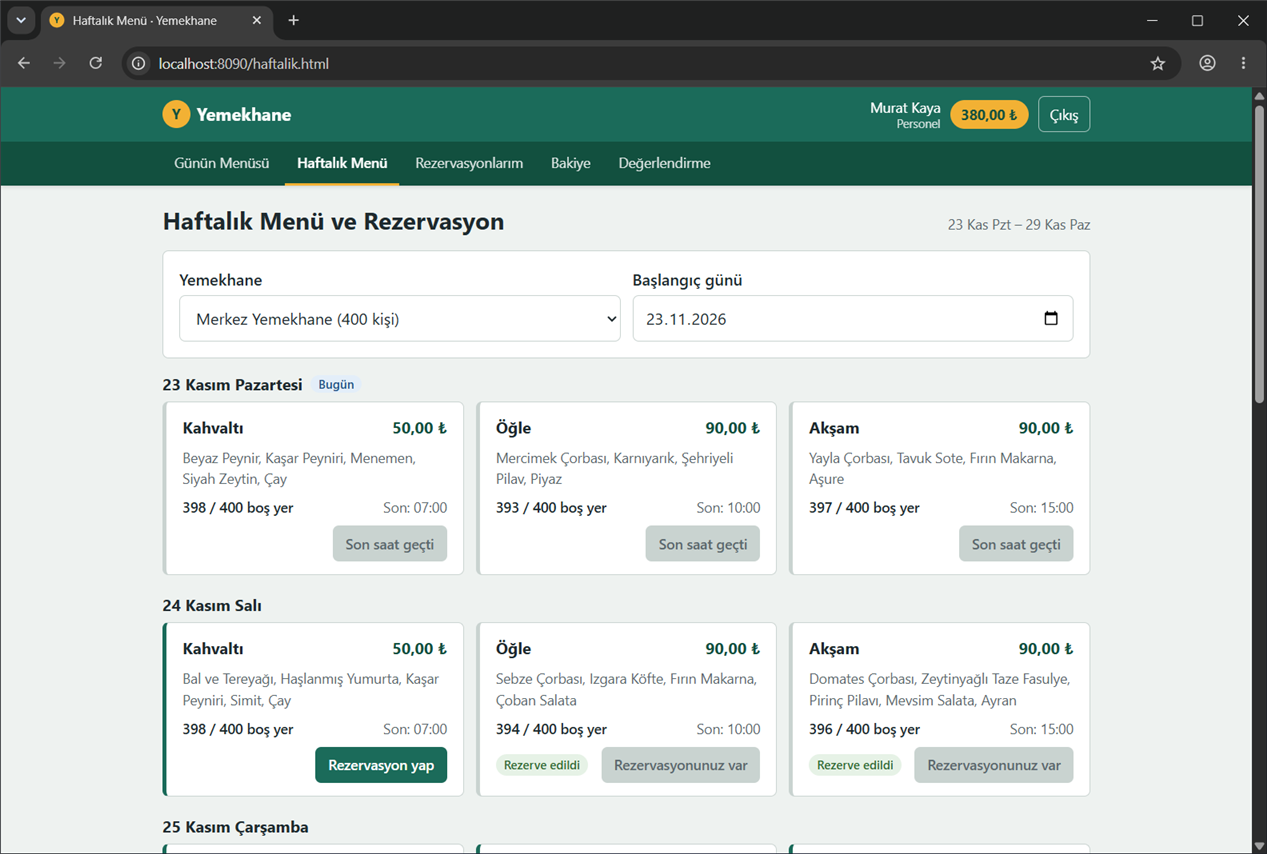 Y Haftalık Menü · Yemekhane
localhost:8090/haftalik.html
Y Yemekhane
Murat Kaya
Personel
380,00 ₺
Çıkış
Günün Menüsü Haftalık Menü Rezervasyonlarım Bakiye Değerlendirme
Haftalık Menü ve Rezervasyon
23 Kas Pzt – 29 Kas Paz
Yemekhane
Merkez Yemekhane (400 kişi)
Başlangıç günü
23.11.2026
23 Kasım Pazartesi Bugün
Kahvaltı 50,00 ₺
Beyaz Peynir, Kaşar Peyniri, Menemen,
Siyah Zeytin, Çay
398 / 400 boş yer Son: 07:00
Son saat geçti
Öğle 90,00 ₺
Mercimek Çorbası, Karnıyarık, Şehriyeli
Pilav, Piyaz
393 / 400 boş yer Son: 10:00
Son saat geçti
Akşam 90,00 ₺
Yayla Çorbası, Tavuk Sote, Fırın Makarna,
Aşure
397 / 400 boş yer Son: 15:00
Son saat geçti
24 Kasım Salı
Kahvaltı 50,00 ₺
Bal ve Tereyağı, Haşlanmış Yumurta, Kaşar
Peyniri, Simit, Çay
398 / 400 boş yer Son: 07:00
Rezervasyon yap
Öğle 90,00 ₺
Sebze Çorbası, Izgara Köfte, Fırın Makarna,
Çoban Salata
394 / 400 boş yer Son: 10:00
Rezerve edildi Rezervasyonunuz var
Akşam 90,00 ₺
Domates Çorbası, Zeytinyağlı Taze Fasulye,
Pirinç Pilavı, Mevsim Salata, Ayran
396 / 400 boş yer Son: 15:00
Rezerve edildi Rezervasyonunuz var
25 Kasım Çarşamba